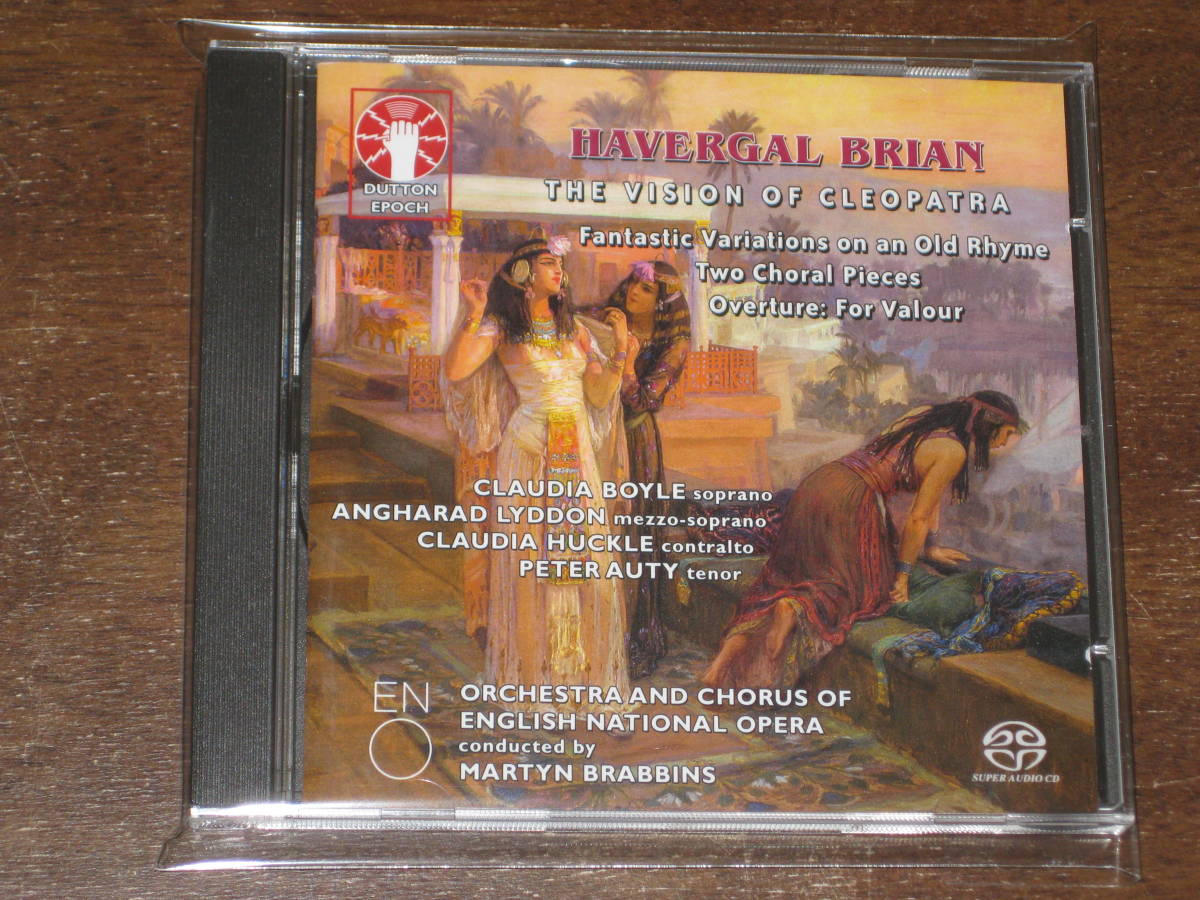 DUTTON
EPOCH
HAVERGAL BRIAN
THE VISION OF CLEOPATRA
Fantastic Variations on an Old Rhyme
Two Choral Pieces
Overture: For Valour
CLAUDIA BOYLE soprano
ANGHARAD LYDDON mezzo-soprano
CLAUDIA HUCKLE contralto
PETER AUTY tenor
ENO
ORCHESTRA AND CHORUS OF
ENGLISH NATIONAL OPERA
conducted by
MARTYN BRABBINS
SUPER AUDIO CD